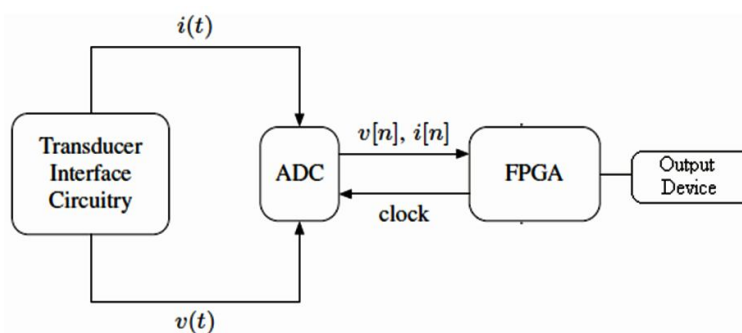 i(t)
Transducer
Interface
Circuitry
ADC
v[n], i[n]
clock
FPGA
Output
Device
v(t)